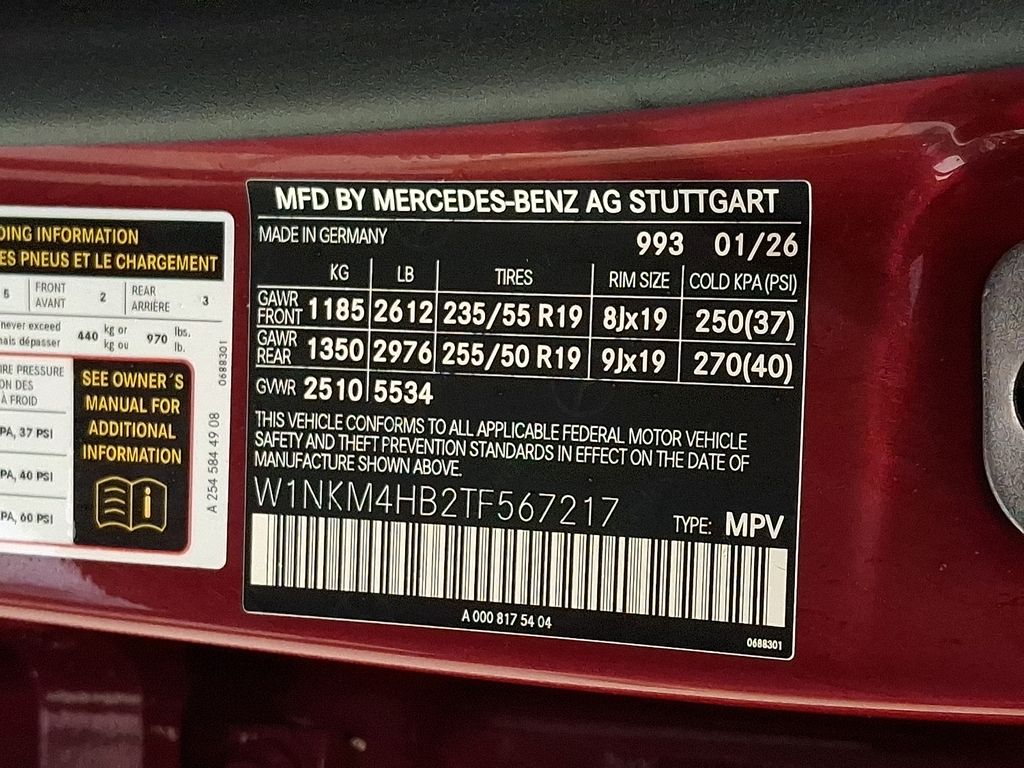 MFD BY MERCEDES-BENZ AG STUTTGART
MADE IN GERMANY 993 01/26
KG LB TIRES RIM SIZE COLD KPA(PSI)
GAWR FRONT 1185 2612 235/55 R19 8Jx19 250(37)
GAWR REAR 1350 2976 255/50 R19 9Jx19 270(40)
GVWR 2510 5534
THIS VEHICLE CONFORMS TO ALL APPLICABLE FEDERAL MOTOR VEHICLE
SAFETY AND THEFT PREVENTION STANDARDS IN EFFECT ON THE DATE OF
MANUFACTURE SHOWN ABOVE.
W1NKM4HB2TF567217
TYPE: MPV
A 000 817 54 04
0688301
DING INFORMATION
ES PNEUS ET LE CHARGEMENT
5 FRONT AVANT 2 REAR ARRIÈRE 3
never exceed 440 kg or 970 lbs.
mais dépasser kg ou lb.
IRE PRESSURE
ON DES
À FROID
PA, 37 PSI
PA, 40 PSI
PA, 60 PSI
SEE OWNER´S
MANUAL FOR
ADDITIONAL
INFORMATION
0688301
A 254 584 49 08